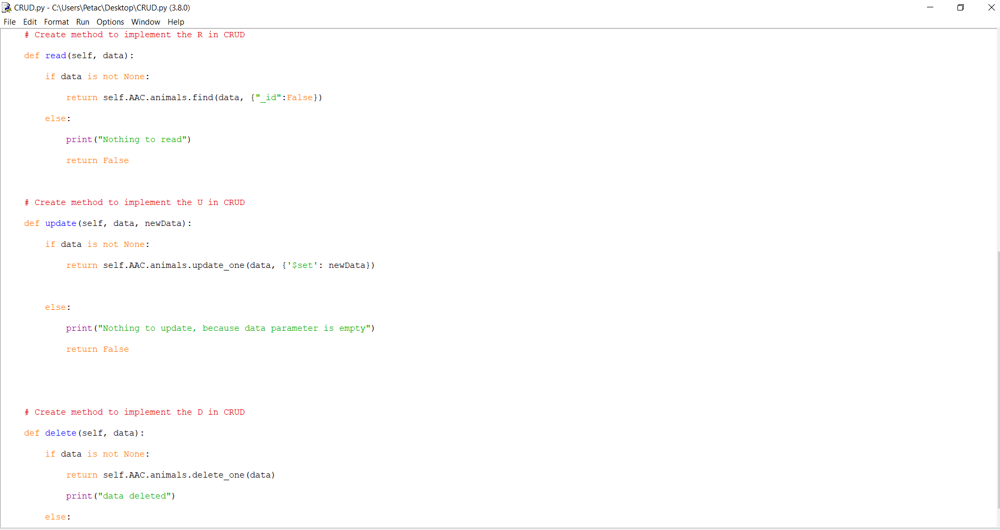 CRUD.py - C:\Users\Petac\Desktop\CRUD.py (3.8.0)
File Edit Format Run Options Window Help
# Create method to implement the R in CRUD
def read(self, data):
if data is not None:
return self.AAC.animals.find(data, {"_id":False})
else:
print("Nothing to read")
return False
# Create method to implement the U in CRUD
def update(self, data, newData):
if data is not None:
return self.AAC.animals.update_one(data, {'$set': newData})
else:
print("Nothing to update, because data parameter is empty")
return False
# Create method to implement the D in CRUD
def delete(self, data):
if data is not None:
return self.AAC.animals.delete_one(data)
print("data deleted")
else: